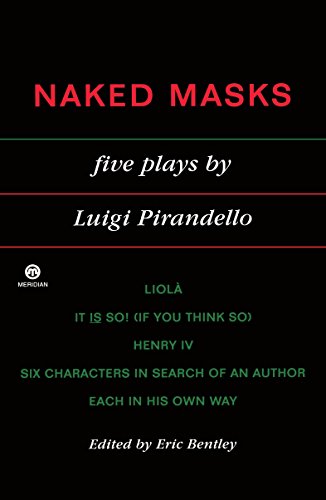 NAKED MASKS
five plays by
Luigi Pirandello
MERIDIAN
LIOLÀ
IT IS SO! (IF YOU THINK SO)
HENRY IV
SIX CHARACTERS IN SEARCH OF AN AUTHOR
EACH IN HIS OWN WAY
Edited by Eric Bentley